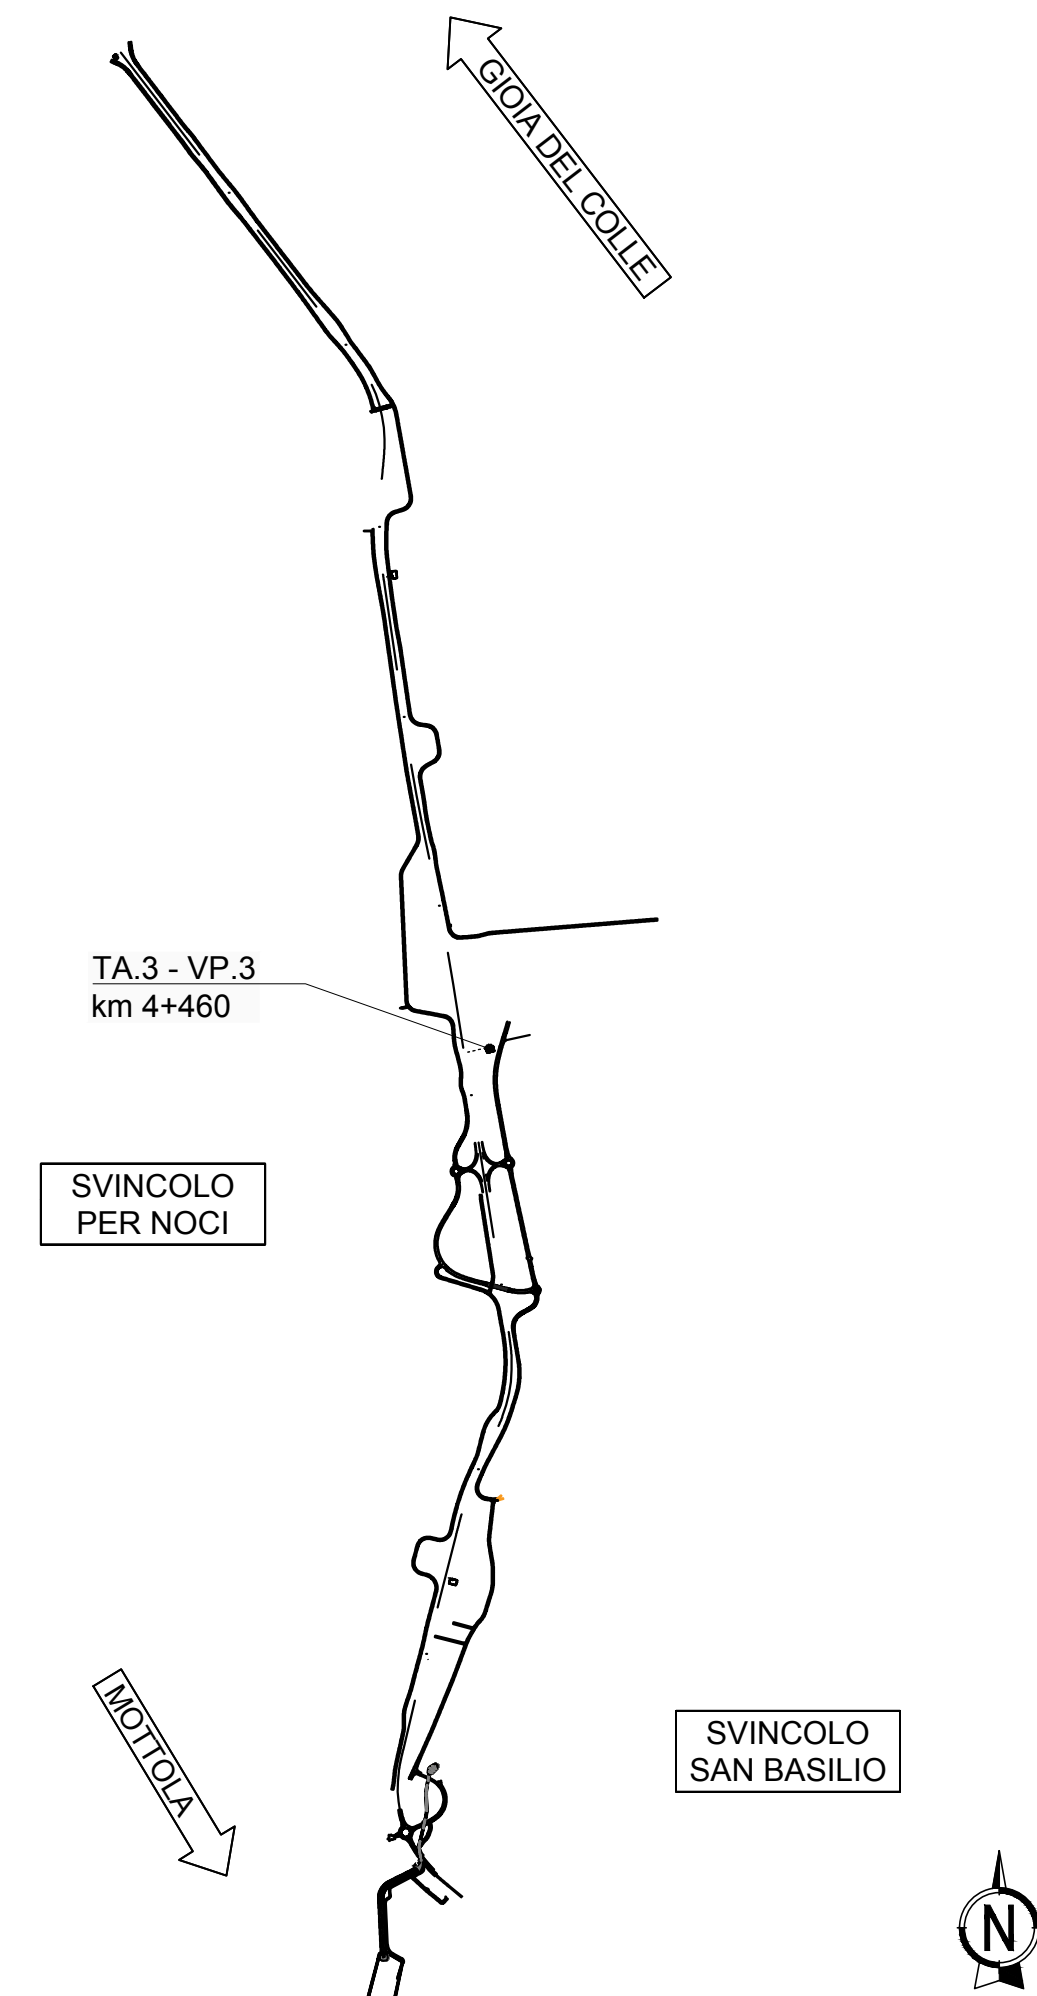 GIOIA DEL COLLE
TA.3 - VP.3
km 4+460
SVINCOLO
PER NOCI
MOTTOLA
SVINCOLO
SAN BASILIO
N